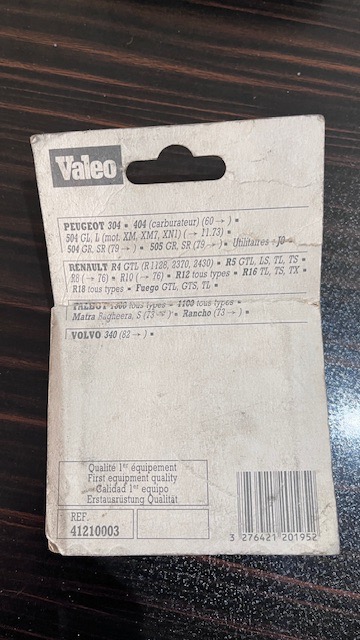 Valeo
PEUGEOT 304 ▪ 404 (carburateur) (60 → ) ▪
504 GL, L (mot. XM, XM7, XN1) ( → 11.73) ▪
504 GR, SR (79 → ) ▪ 505 GR, SR (79 → ) ▪ Utilitaires : J9 ▪
RENAULT R4 GTL (R 1128, 2370, 2430) ▪ R5 GTL, LS, TL, TS ▪
R8 ( → 76) ▪ R10 ( → 76) ▪ R12 tous types ▪ R16 TL, TS, TX ▪
R18 tous types ▪ Fuego GTL, GTS, TL ▪
TALBOT tous types ▪ 1100 tous types ▪
Matra Bagheera, S (73 → ) ▪ Rancho (73 → ) ▪
VOLVO 340 (82 → ) ▪
Qualité 1er équipement
First equipment quality
Calidad 1er equipo
Erstausrüstung Qualität
REF.
41210003
3 276421 201952